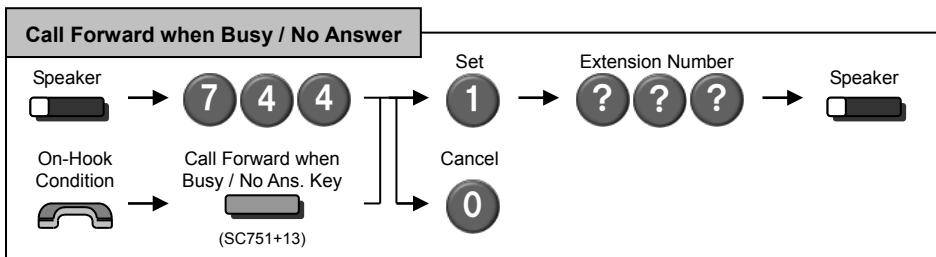 Call Forward when Busy / No Answer
Speaker
7 4 4
Set
1
Extension Number
? ? ?
Speaker
On-Hook
Condition
Call Forward when
Busy / No Ans. Key
(SC751+13)
Cancel
0